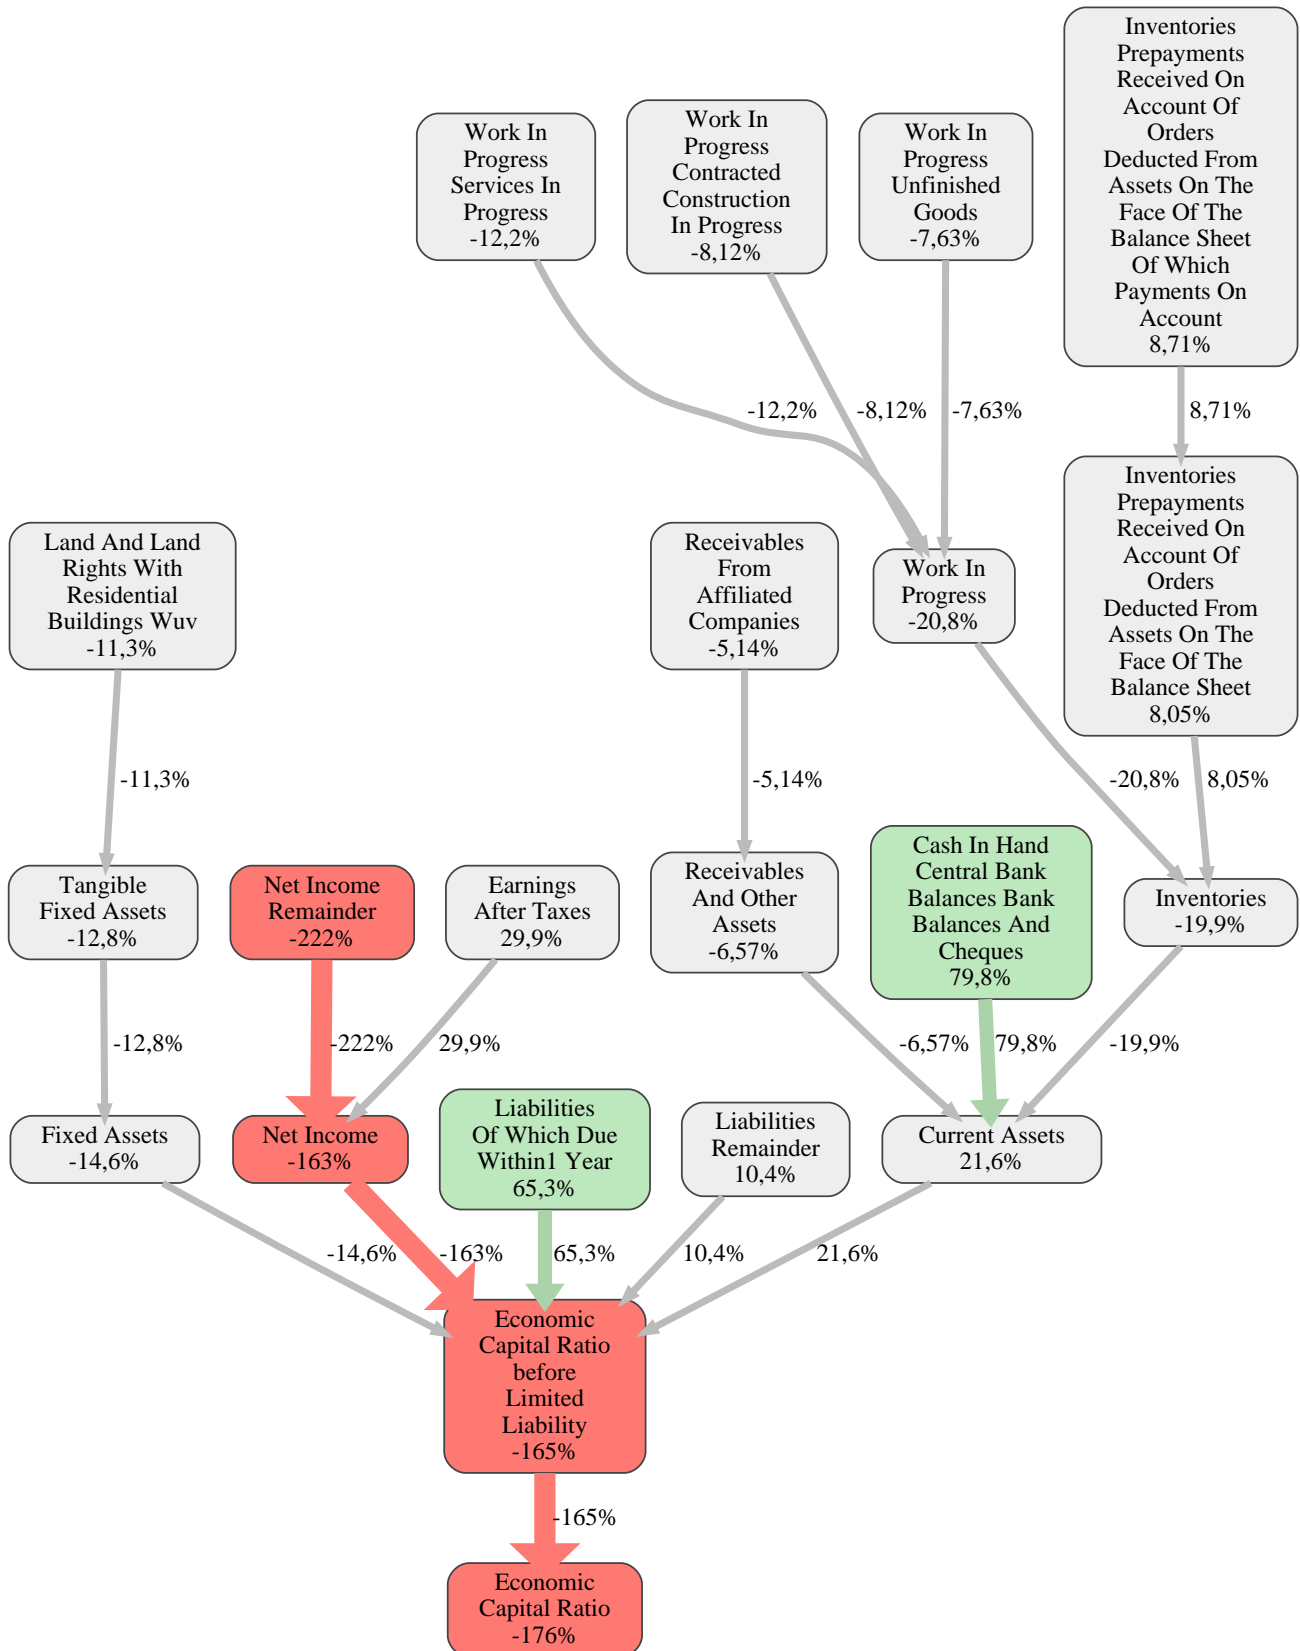 Inventories
Prepayments
Received On
Account Of
Orders
Deducted From
Assets On The
Face Of The
Balance Sheet
Of Which
Payments On
Account
8,71%
Work In
Progress
Services In
Progress
-12,2%
Work In
Progress
Contracted
Construction
In Progress
-8,12%
Work In
Progress
Unfinished
Goods
-7,63%
-12,2%
-8,12%
-7,63%
8,71%
Inventories
Prepayments
Received On
Account Of
Orders
Deducted From
Assets On The
Face Of The
Balance Sheet
8,05%
Land And Land
Rights With
Residential
Buildings Wuv
-11,3%
Receivables
From
Affiliated
Companies
-5,14%
Work In
Progress
-20,8%
-11,3%
-5,14%
-20,8%
8,05%
Tangible
Fixed Assets
-12,8%
Net Income
Remainder
-222%
Earnings
After Taxes
29,9%
Receivables
And Other
Assets
-6,57%
Cash In Hand
Central Bank
Balances Bank
Balances And
Cheques
79,8%
Inventories
-19,9%
-12,8%
-222%
29,9%
-6,57%
79,8%
-19,9%
Fixed Assets
-14,6%
Net Income
-163%
Liabilities
Of Which Due
Within1 Year
65,3%
Liabilities
Remainder
10,4%
Current Assets
21,6%
-14,6%
-163%
65,3%
10,4%
21,6%
Economic
Capital Ratio
before
Limited
Liability
-165%
-165%
Economic
Capital Ratio
-176%